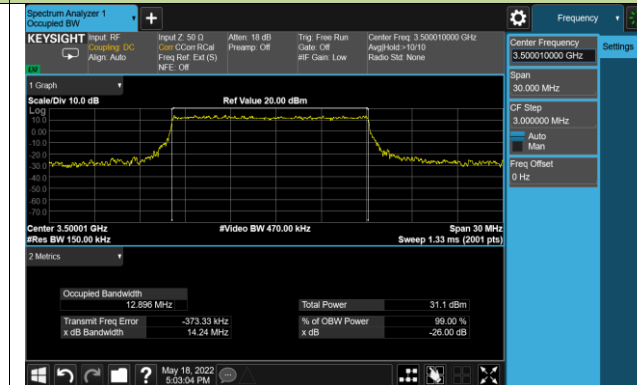 Spectrum Analyzer 1
Occupied BW
Frequency
KEYSIGHT
Input: RF
Coupling: DC
Align: Auto
Input Z: 50 Ω
Corr CCorr RCal
Freq Ref: Ext (S)
NFE: Off
Atten: 18 dB
Preamp: Off
Trig: Free Run
Gate: Off
#IF Gain: Low
Center Freq: 3.500010000 GHz
Avg|Hold:>10/10
Radio Std: None
LM
Center Frequency
3.500010000 GHz
Settings
Span
30.000 MHz
CF Step
3.000000 MHz
Auto
Man
Freq Offset
0 Hz
1 Graph
Scale/Div 10.0 dB
Ref Value 20.00 dBm
Log
10.0
0.00
-10.0
-20.0
-30.0
-40.0
-50.0
-60.0
-70.0
Center 3.50001 GHz
#Video BW 470.00 kHz
Span 30 MHz
#Res BW 150.00 kHz
Sweep 1.33 ms (2001 pts)
2 Metrics
Occupied Bandwidth
12.896 MHz
Total Power
31.1 dBm
Transmit Freq Error
-373.33 kHz
% of OBW Power
99.00 %
x dB Bandwidth
14.24 MHz
x dB
-26.00 dB
May 18, 2022
5:03:04 PM